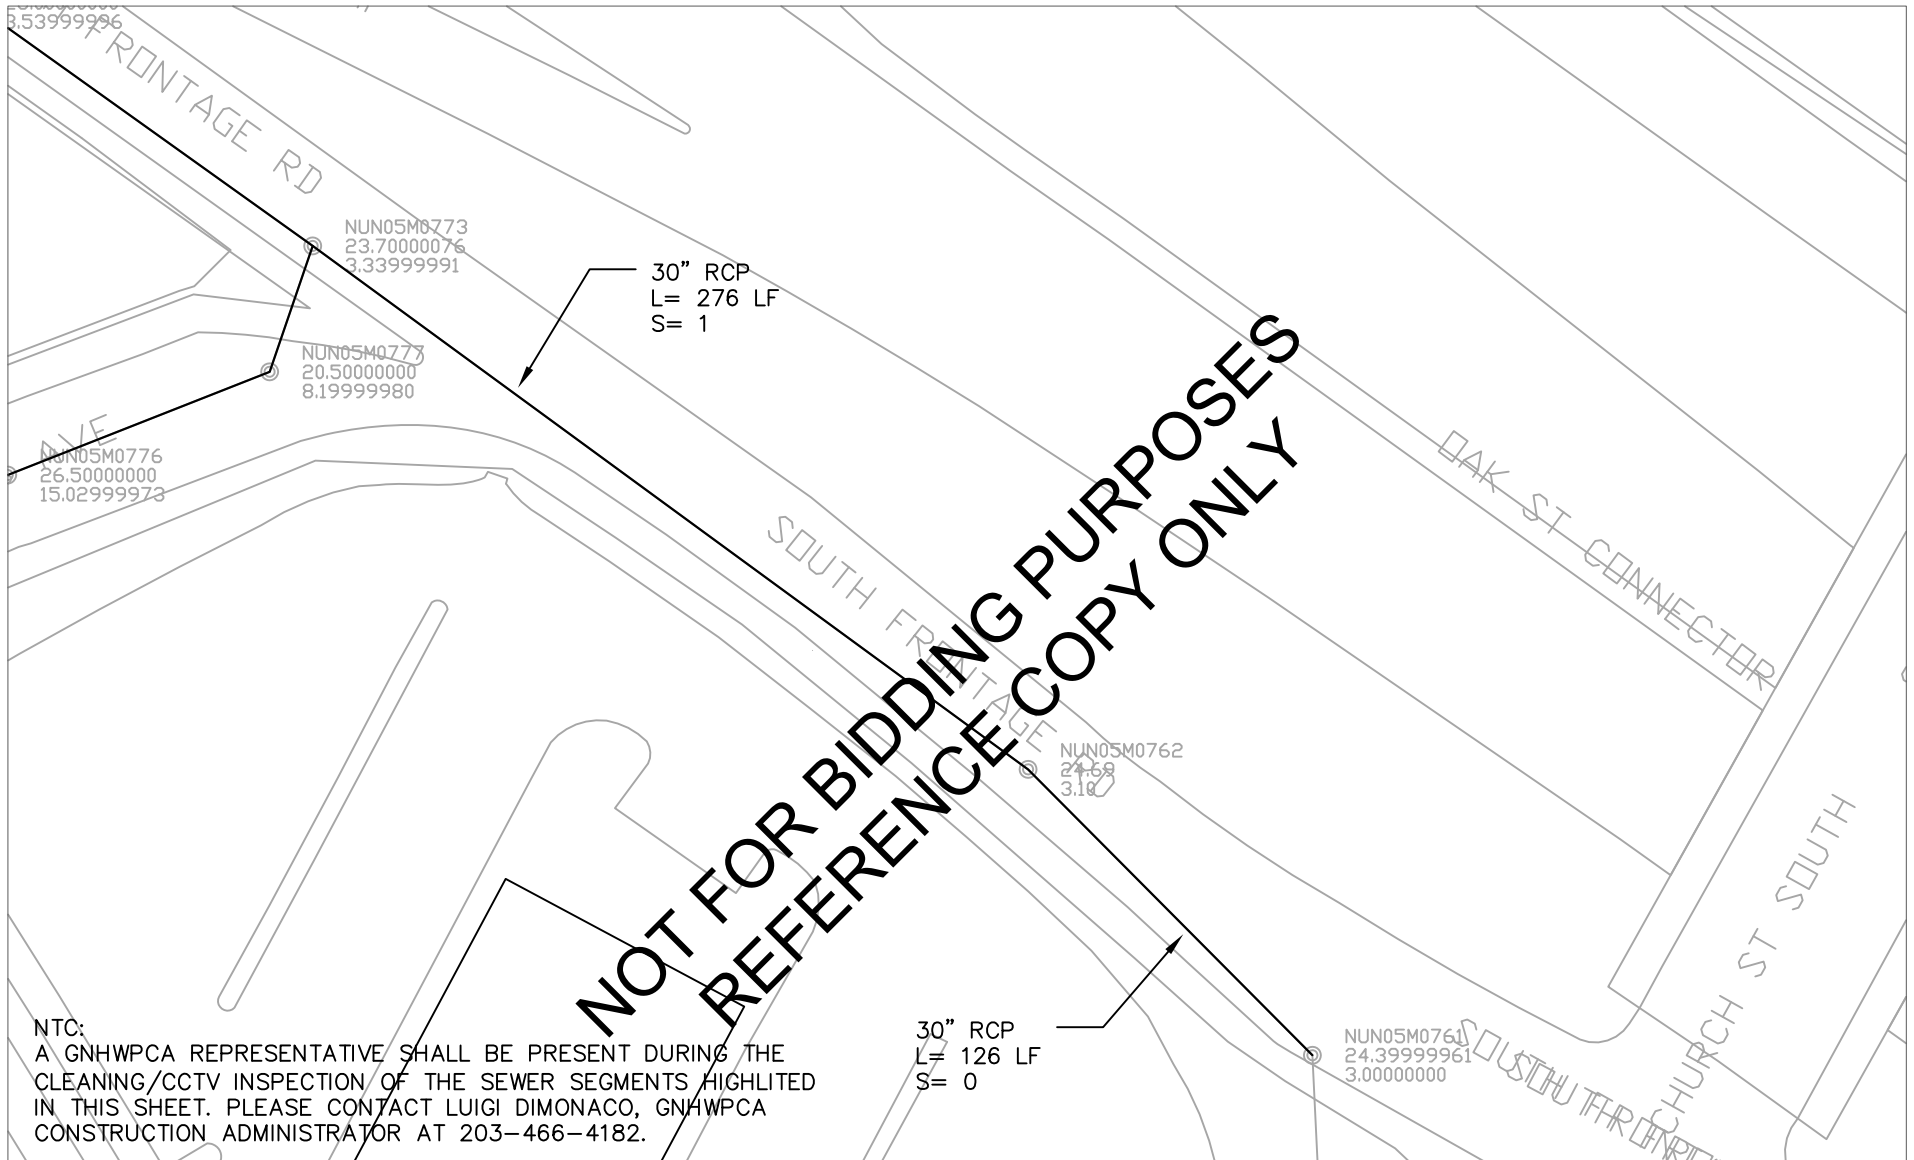 3.53999996
FRONTAGE RD
NUN05M0773
23.70000076
3.33999991
30" RCP
L= 276 LF
S= 1
NUN05M0777
20.50000000
8.19999980
AVE
NUN05M0776
26.50000000
15.02999973
OAK ST CONNECTOR
SOUTH FRONTAGE RD
NOT FOR BIDDING PURPOSES
REFERENCE COPY ONLY
NUN05M0762
24.69
3.10
CHURCH ST SOUTH
30" RCP
L= 126 LF
S= 0
NUN05M0761
24.39999961
3.00000000
SOUTH
NTC:
A GNHWPCA REPRESENTATIVE SHALL BE PRESENT DURING THE
CLEANING/CCTV INSPECTION OF THE SEWER SEGMENTS HIGHLITED
IN THIS SHEET. PLEASE CONTACT LUIGI DIMONACO, GNHWPCA
CONSTRUCTION ADMINISTRATOR AT 203-466-4182.